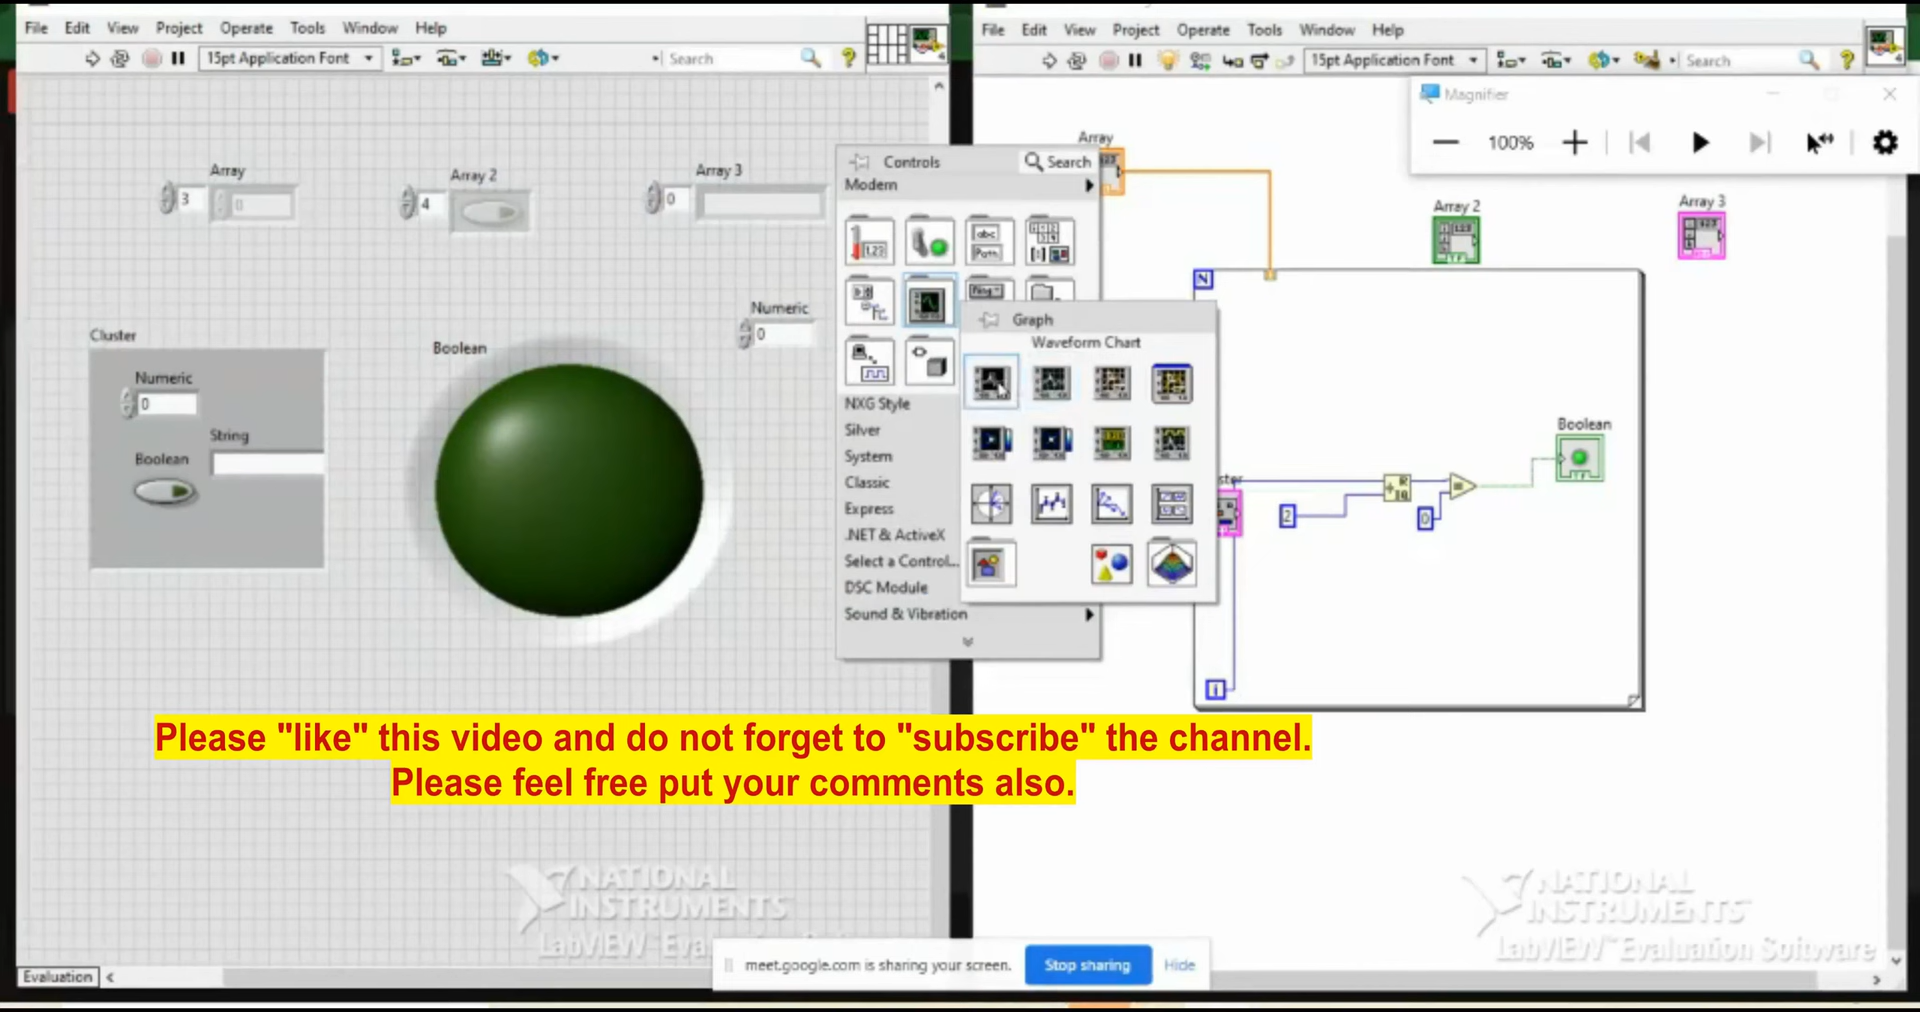 File Edit View Project Operate Tools Window Help
15pt Application Font
Search
File Edit View Project Operate Tools Window Help
15pt Application Font
Search
Magnifier
100%
Array
3
0
Array 2
4
Array 3
0
Numeric
0
Cluster
Numeric
0
String
Boolean
Boolean
Controls
Search
Modern
NXG Style
Silver
System
Classic
Express
.NET & ActiveX
Select a Control...
DSC Module
Sound & Vibration
Graph
Waveform Chart
Array
Array 2
Array 3
N
ster
2
0
Boolean
i
Please "like" this video and do not forget to "subscribe" the channel.
Please feel free put your comments also.
NATIONAL
INSTRUMENTS
LabVIEW Eva
NATIONAL
INSTRUMENTS
LabVIEW™ Evaluation Software
meet.google.com is sharing your screen.
Stop sharing
Hide
Evaluation